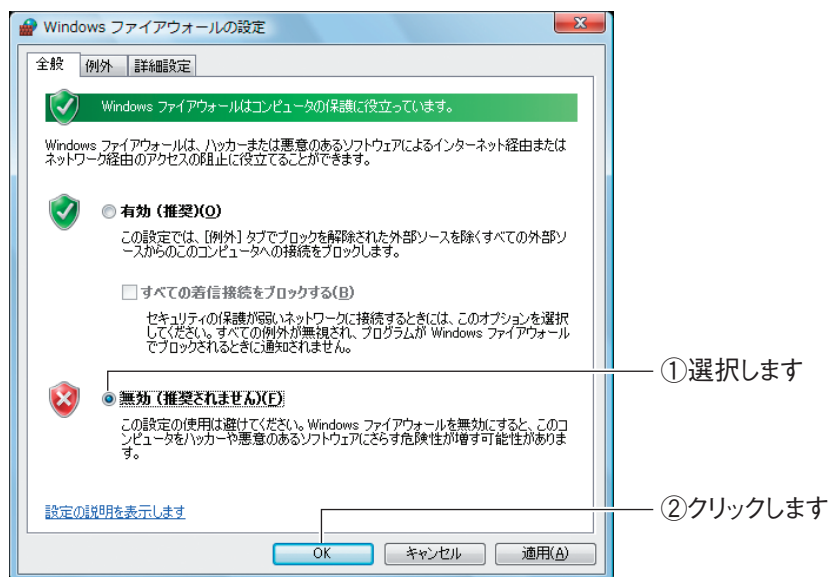 Windows ファイアウォールの設定
全般 例外 詳細設定
Windows ファイアウォールはコンピュータの保護に役立っています。
Windows ファイアウォールは、ハッカーまたは悪意のあるソフトウェアによるインターネット経由または
ネットワーク経由のアクセスの阻止に役立てることができます。
有効 (推奨)(O)
この設定では、[例外] タブでブロックを解除された外部ソースを除くすべての外部ソ
ースからのこのコンピュータへの接続をブロックします。
すべての着信接続をブロックする(B)
セキュリティの保護が弱いネットワークに接続するときには、このオプションを選択
してください。すべての例外が無視され、プログラムが Windows ファイアウォール
でブロックされるときに通知されません。
①選択します
無効 (推奨されません)(F)
この設定の使用は避けてください。Windows ファイアウォールを無効にすると、このコ
ンピュータをハッカーや悪意のあるソフトウェアにさらす危険性が増す可能性がありま
す。
設定の説明を表示します
②クリックします
OK キャンセル 適用(A)